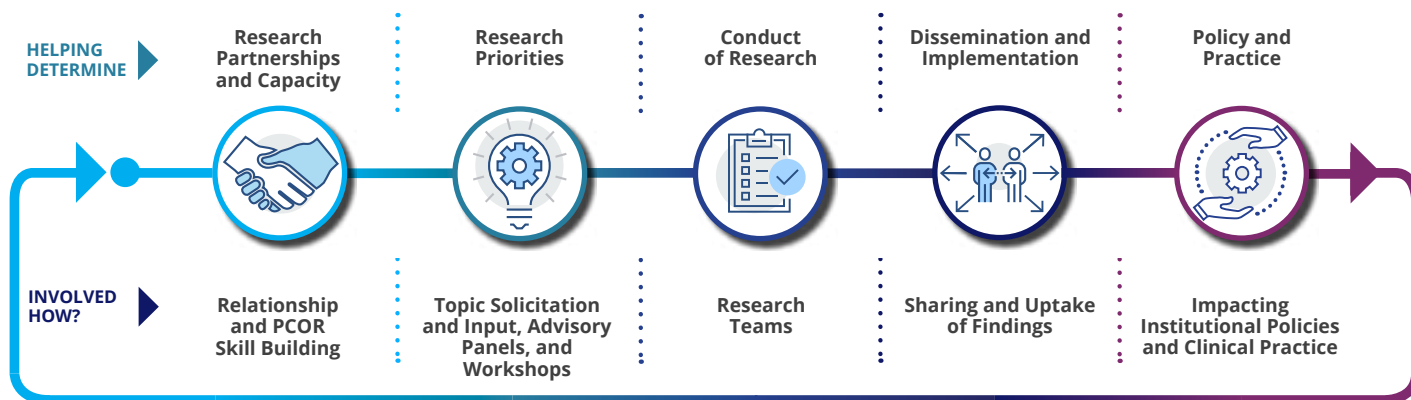 HELPING
DETERMINE
Research
Partnerships
and Capacity
Research
Priorities
Conduct
of Research
Dissemination and
Implementation
Policy and
Practice
INVOLVED
HOW?
Relationship
and PCOR
Skill Building
Topic Solicitation
and Input, Advisory
Panels, and
Workshops
Research
Teams
Sharing and Uptake
of Findings
Impacting
Institutional Policies
and Clinical Practice